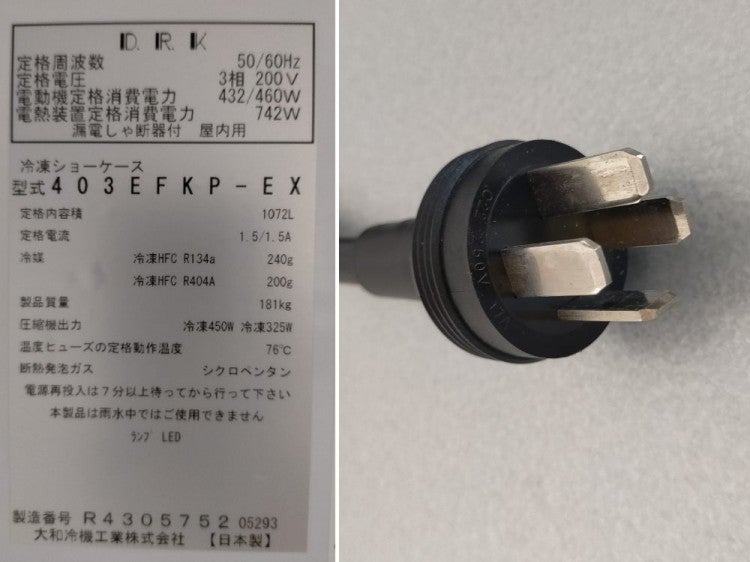 D.R.K
定格周波数 50/60Hz
定格電圧 3相 200V
電動機定格消費電力 432/460W
電熱装置定格消費電力 742W
漏電しゃ断器付 屋内用
冷凍ショーケース
型式 403EFKP-EX
定格内容積 1072L
定格電流 1.5/1.5A
冷媒 冷凍HFC R134a 240g
冷凍HFC R404A 200g
製品質量 181kg
圧縮機出力 冷凍450W 冷凍325W
温度ヒューズの定格動作温度 76℃
断熱発泡ガス シクロペンタン
電源再投入は7分以上待ってから行って下さい
本製品は雨水中ではご使用できません
ﾗﾝﾌﾟ LED
製造番号 R4305752 05293
大和冷機工業株式会社 【日本製】
250V